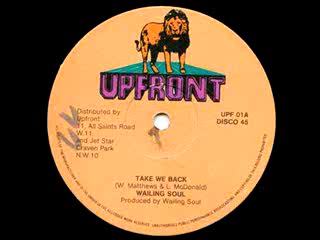 UPFRONT
Distributed by
Upfront
11, All Saints Road
W.11
and Jet Star
Craven Park
N.W.10
UPF 01A
DISCO 45
TAKE WE BACK
(W. Matthews & L. McDonald)
WAILING SOUL
Produced by Wailing Soul